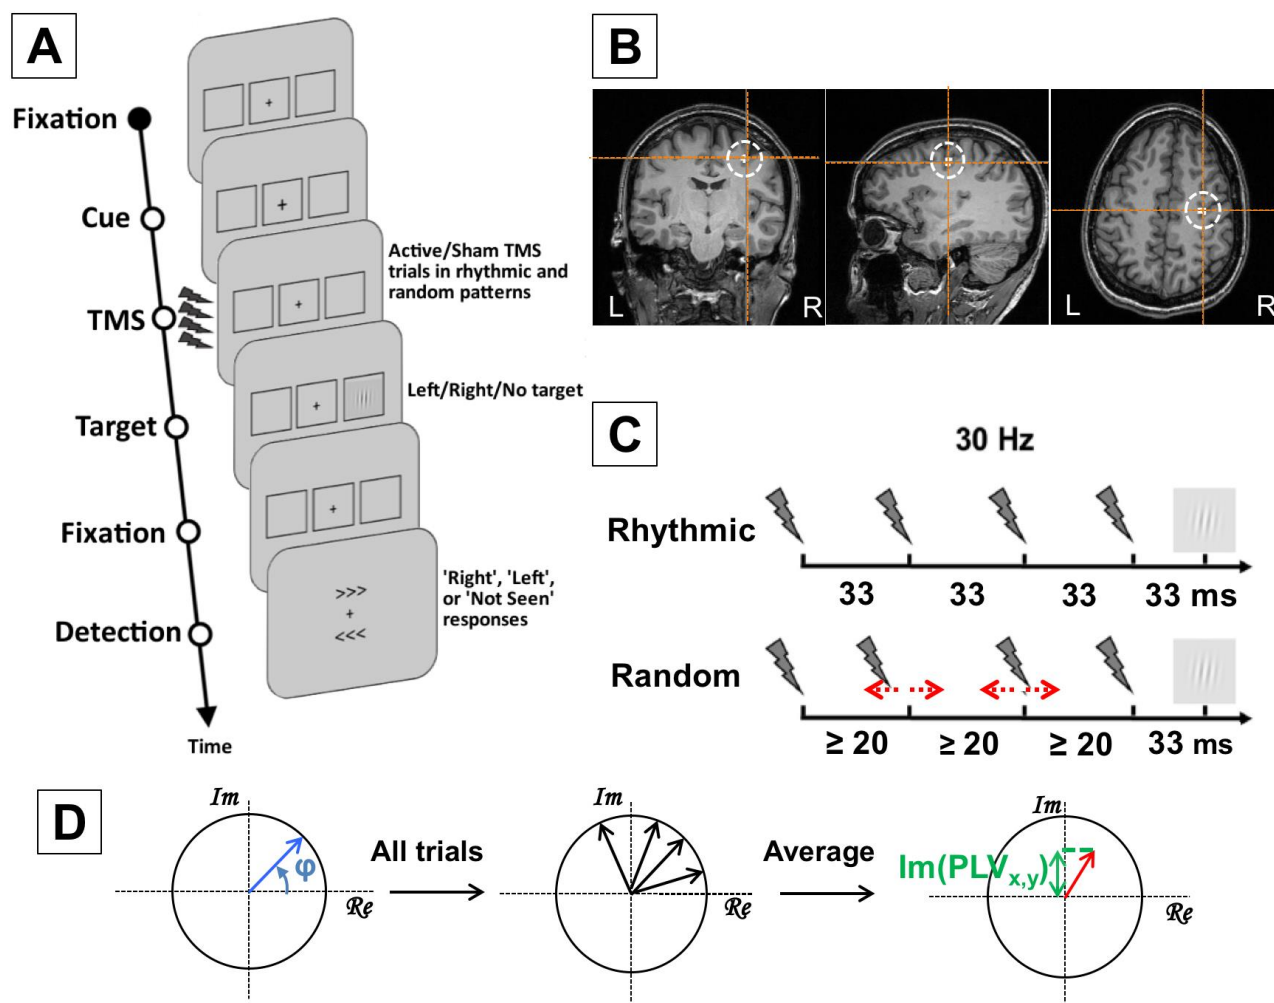 A
Fixation
Cue
TMS
Target
Fixation
Detection
Time
+
+
+
Active/Sham TMS
trials in rhythmic and
random patterns
+
Left/Right/No target
+
>>>
+
<<<
'Right', 'Left',
or 'Not Seen'
responses
B
L
R
L
R
C
30 Hz
Rhythmic
33
33
33
33 ms
Random
≥ 20
≥ 20
≥ 20
33 ms
D
Im
φ
Re
All trials
Im
Re
Average
Im
Im(PLVx,y)
Re